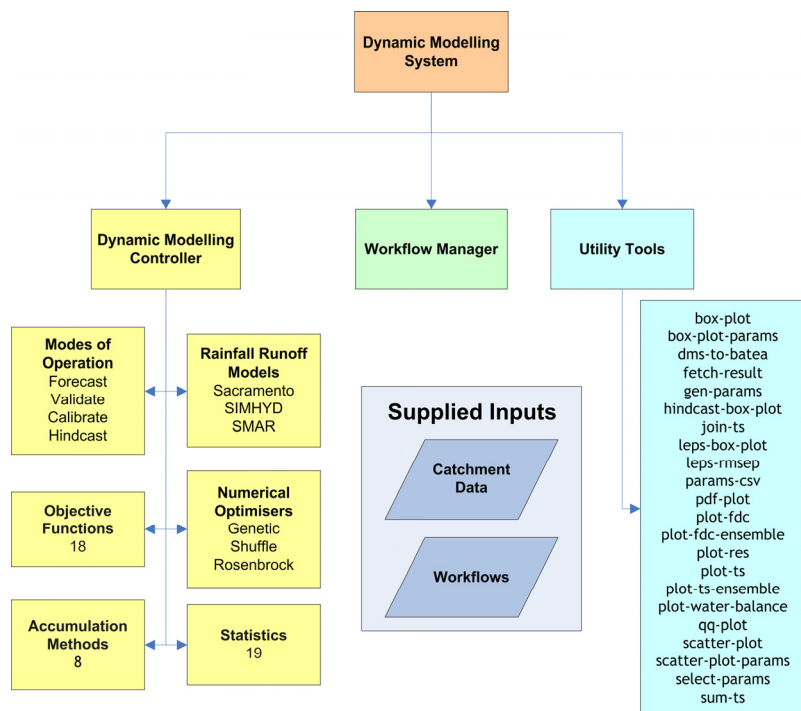 Dynamic Modelling
System
Dynamic Modelling
Controller
Workflow Manager
Utility Tools
Modes of
Operation
Forecast
Validate
Calibrate
Hindcast
Rainfall Runoff
Models
Sacramento
SIMHYD
SMAR
Objective
Functions
18
Numerical
Optimisers
Genetic
Shuffle
Rosenbrock
Accumulation
Methods
8
Statistics
19
Supplied Inputs
Catchment
Data
Workflows
box-plot
box-plot-params
dms-to-batea
fetch-result
gen-params
hindcast-box-plot
join-ts
leps-box-plot
leps-rmsep
params-csv
pdf-plot
plot-fdc
plot-fdc-ensemble
plot-res
plot-ts
plot-ts-ensemble
plot-water-balance
qq-plot
scatter-plot
scatter-plot-params
select-params
sum-ts